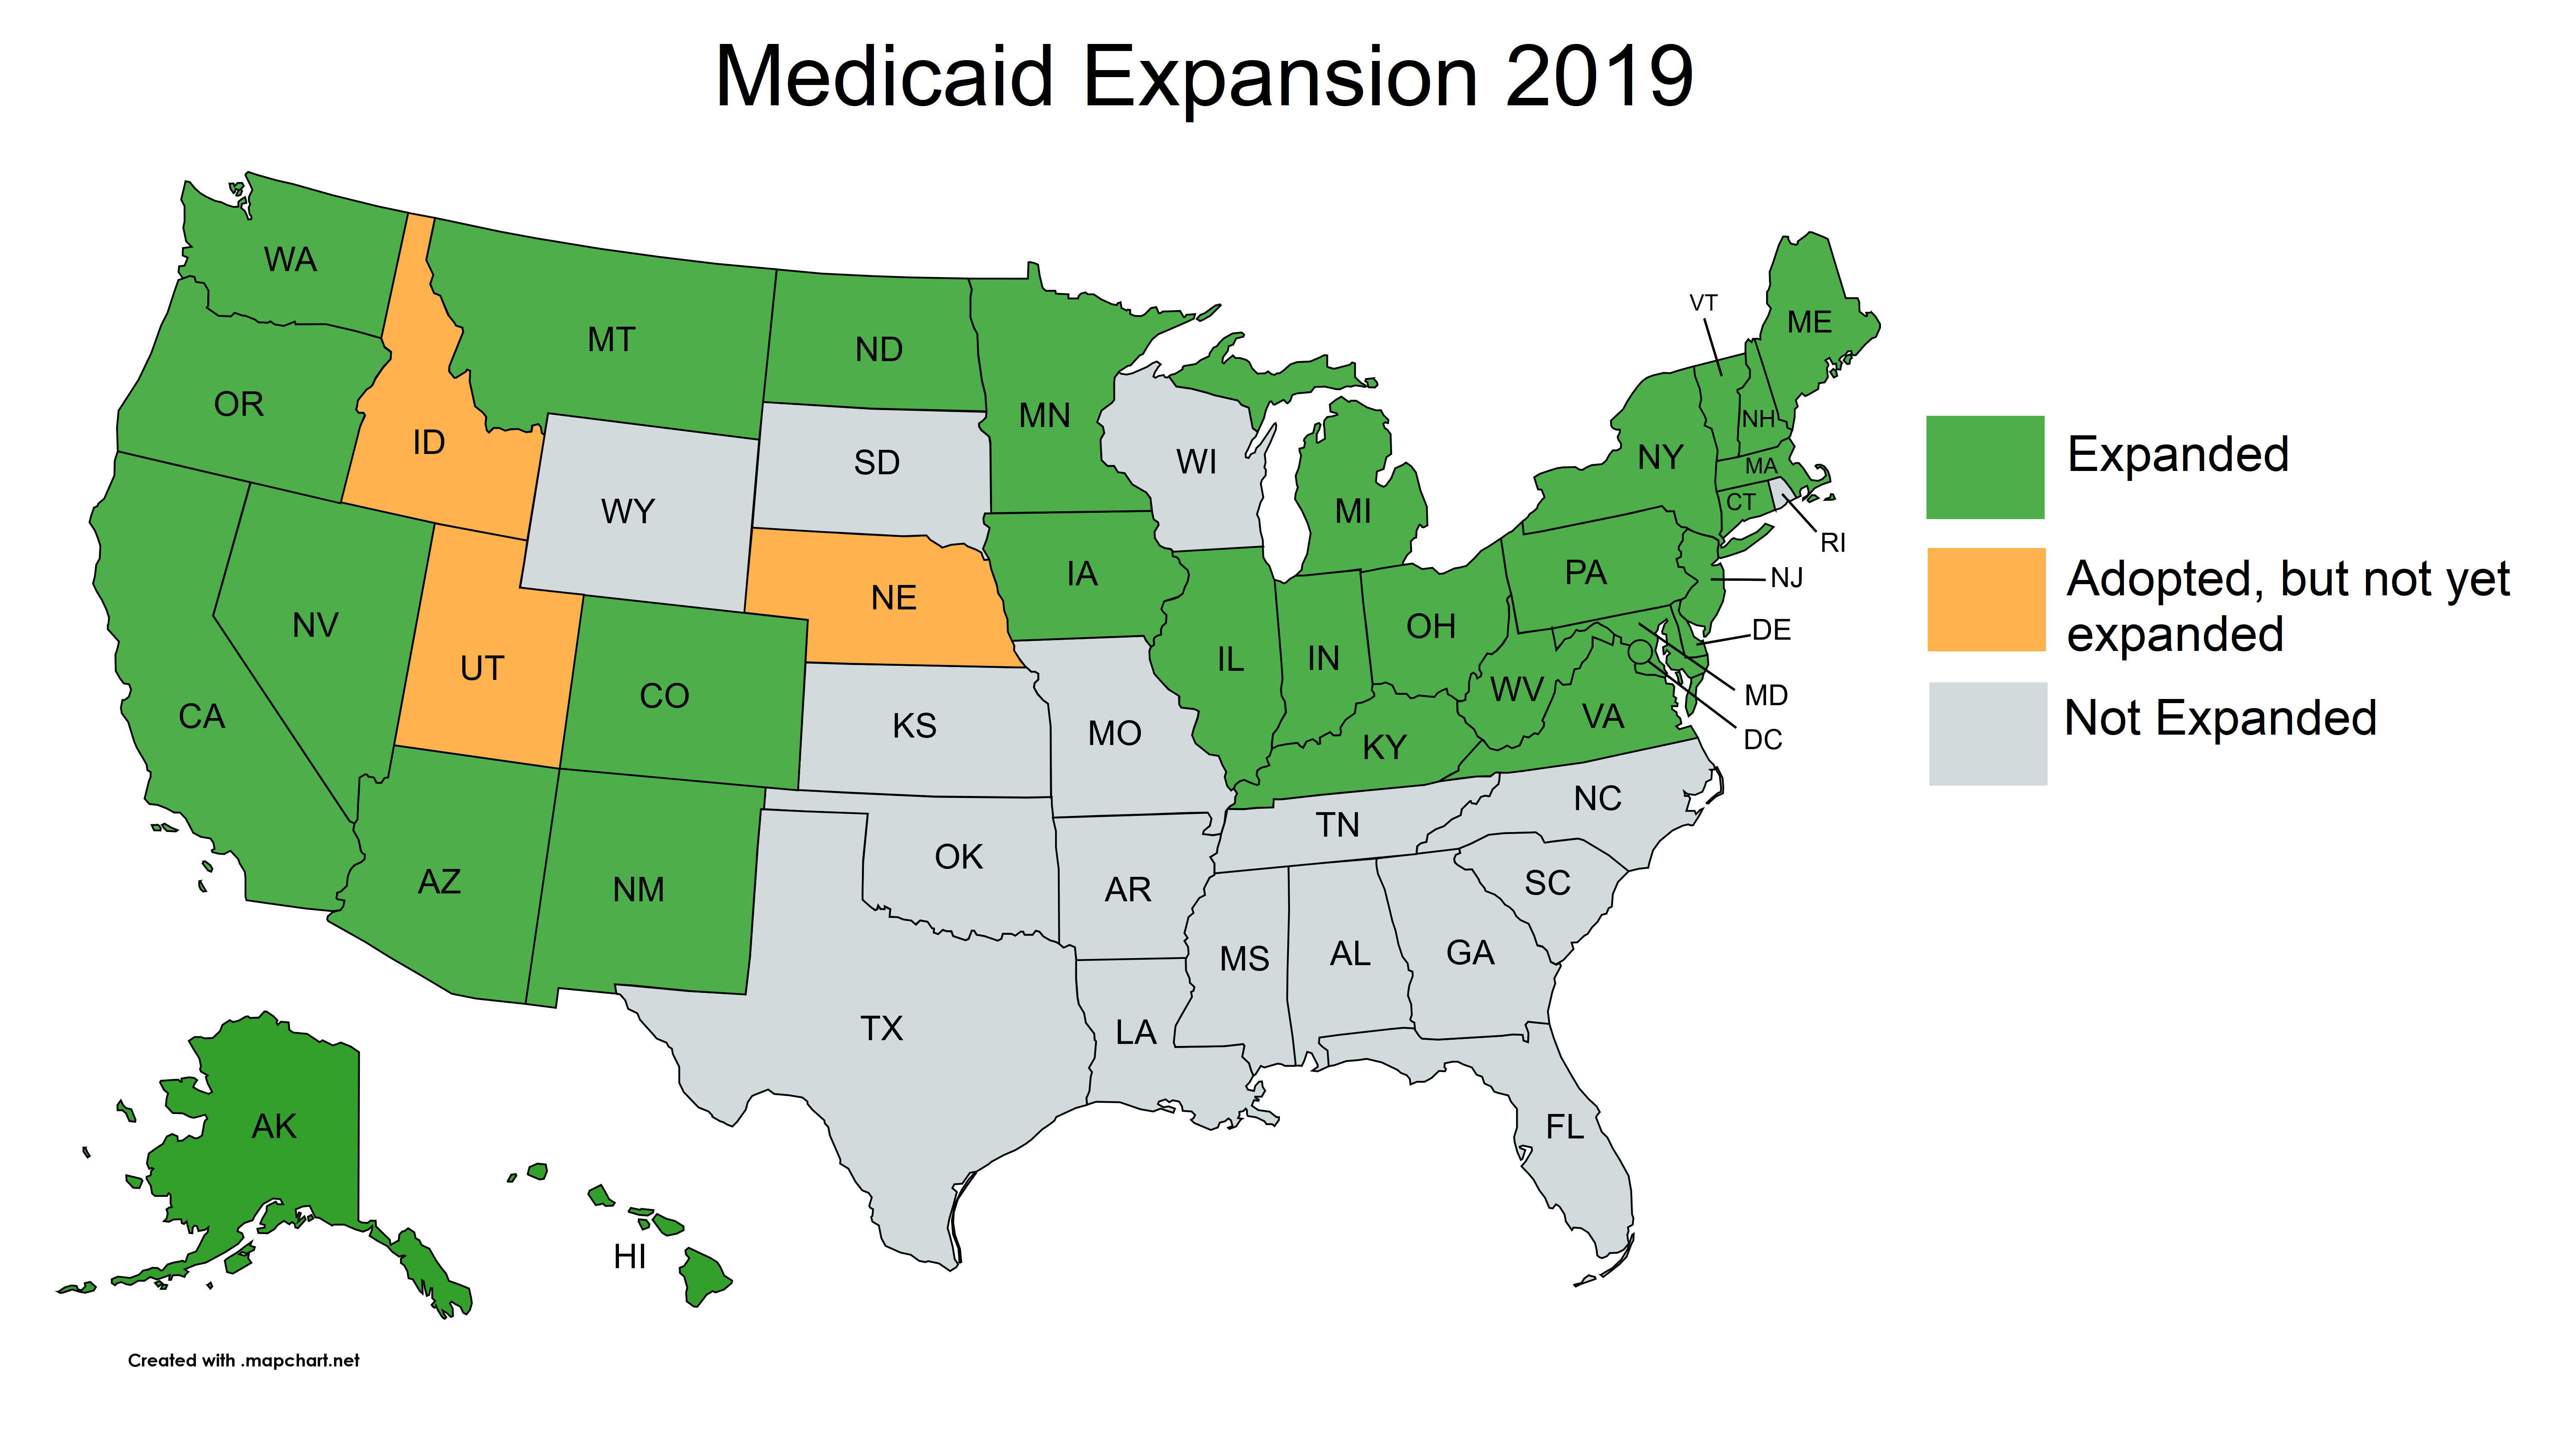 Medicaid Expansion 2019
WA
MT
ND
MN
ME
VT
OR
ID
SD
WI
NH
NY
MA
WY
MI
CT
RI
Expanded
NE
IA
PA
NJ
Adopted, but not yet
expanded
NV
UT
CO
IL
IN
OH
DE
CA
KS
MO
WV
VA
KY
MD
DC
Not Expanded
AZ
NM
OK
AR
TN
NC
SC
TX
LA
MS
AL
GA
FL
AK
HI
Created with .mapchart.net